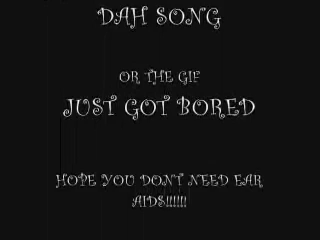 DAH SONG
OR THE GIF
JUST GOT BORED
HOPE YOU DONT NEED EAR
AIDS!!!!!!